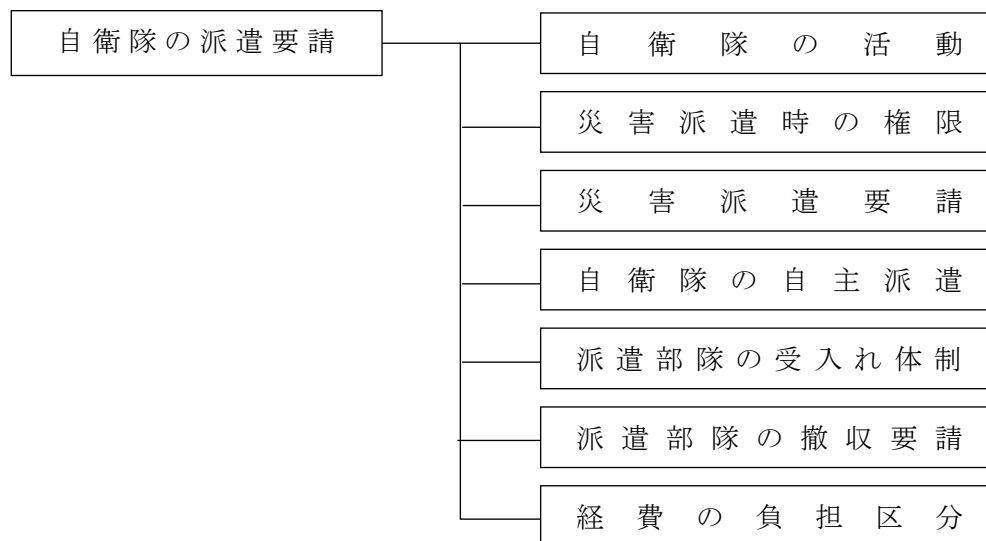 自衛隊の派遣要請
自衛隊の活動
災害派遣時の権限
災害派遣要請
自衛隊の自主派遣
派遣部隊の受入れ体制
派遣部隊の撤収要請
経費の負担区分